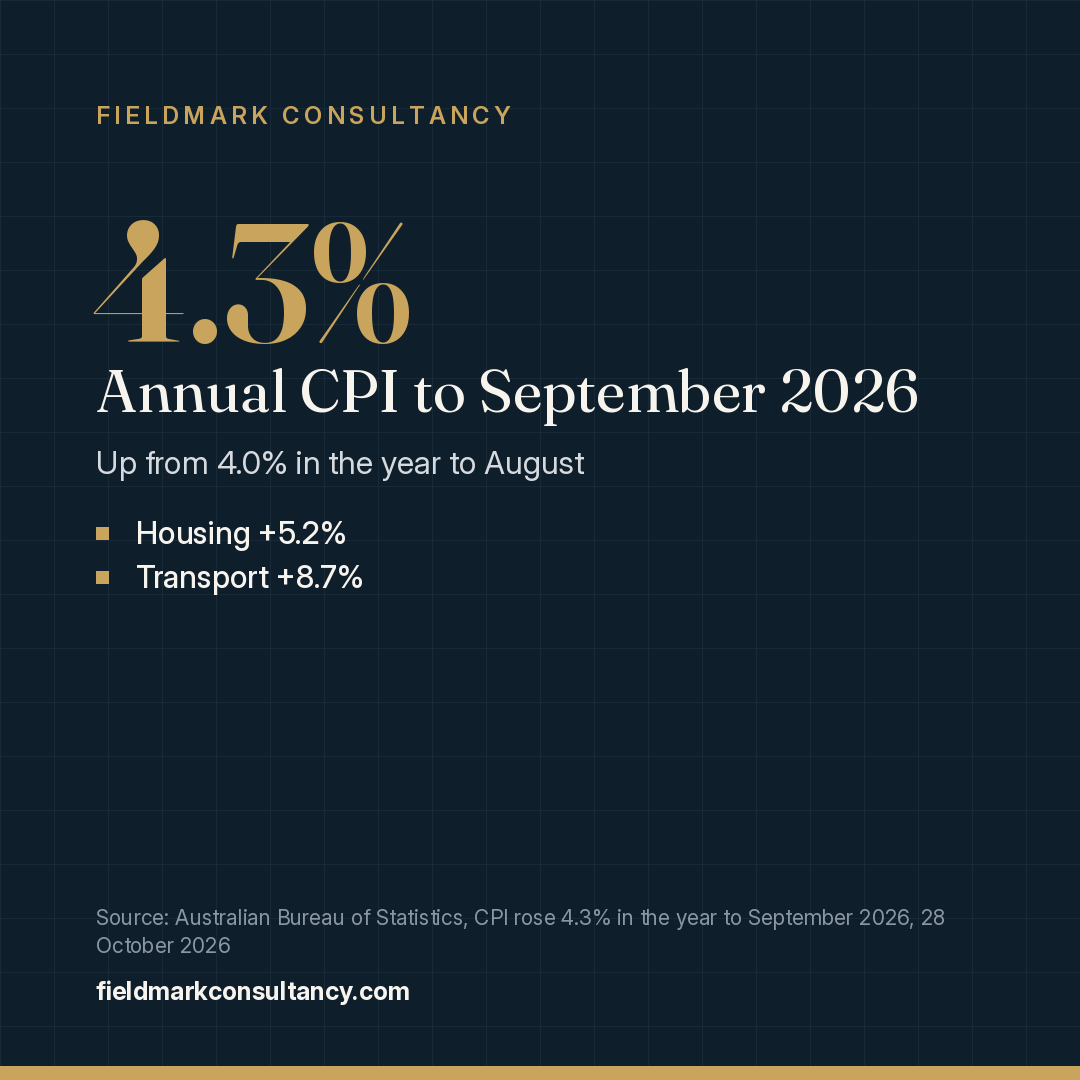 FIELDMARK CONSULTANCY
4.3%
Annual CPI to September 2026
Up from 4.0% in the year to August
Housing +5.2%
Transport +8.7%
Source: Australian Bureau of Statistics, CPI rose 4.3% in the year to September 2026, 28
October 2026
fieldmarkconsultancy.com